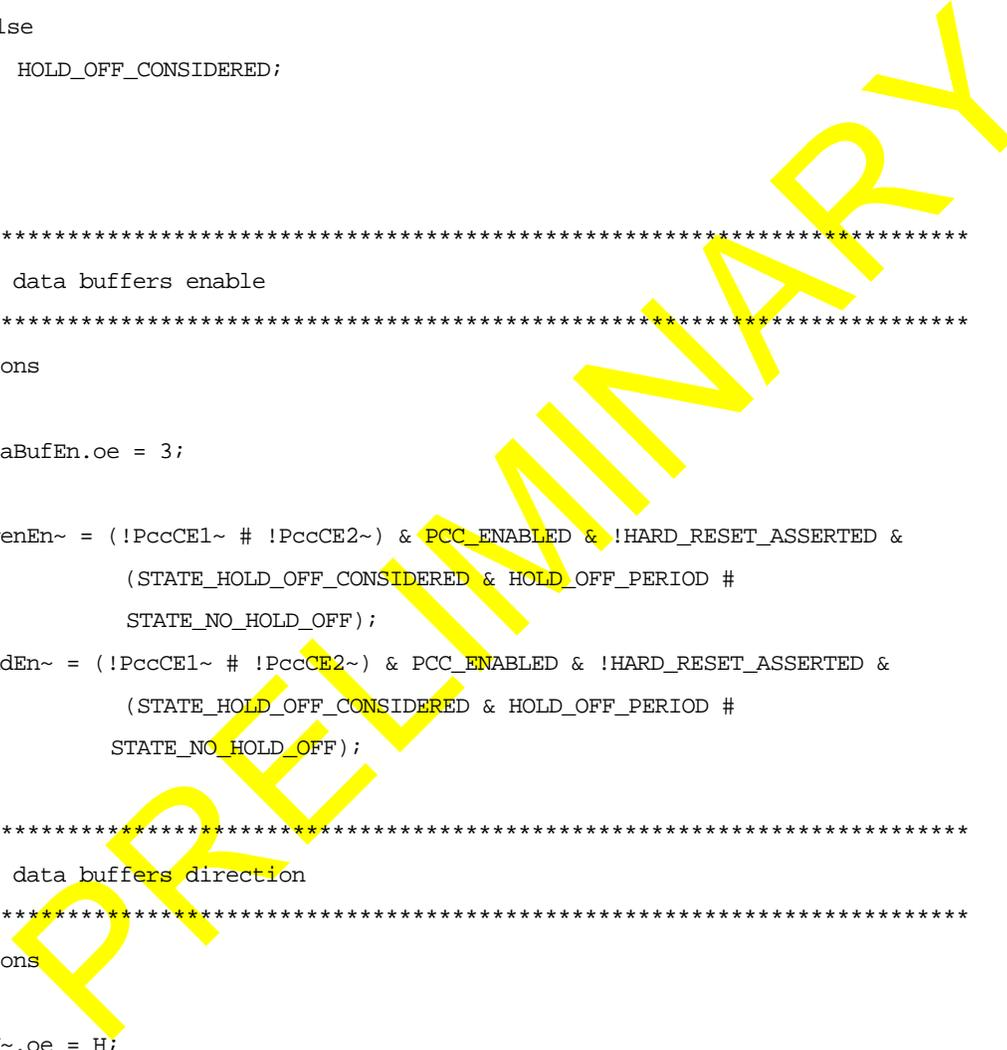 lse
HOLD_OFF_CONSIDERED;
*************************************************************************
data buffers enable
*************************************************************************
ons
aBufEn.oe = 3;
enEn~ = (!PccCE1~ # !PccCE2~) & PCC_ENABLED & !HARD_RESET_ASSERTED &
(STATE_HOLD_OFF_CONSIDERED & HOLD_OFF_PERIOD #
STATE_NO_HOLD_OFF);
dEn~ = (!PccCE1~ # !PccCE2~) & PCC_ENABLED & !HARD_RESET_ASSERTED &
(STATE_HOLD_OFF_CONSIDERED & HOLD_OFF_PERIOD #
STATE_NO_HOLD_OFF);
*************************************************************************
data buffers direction
*************************************************************************
ons
~.oe = H;
PRELIMINARY